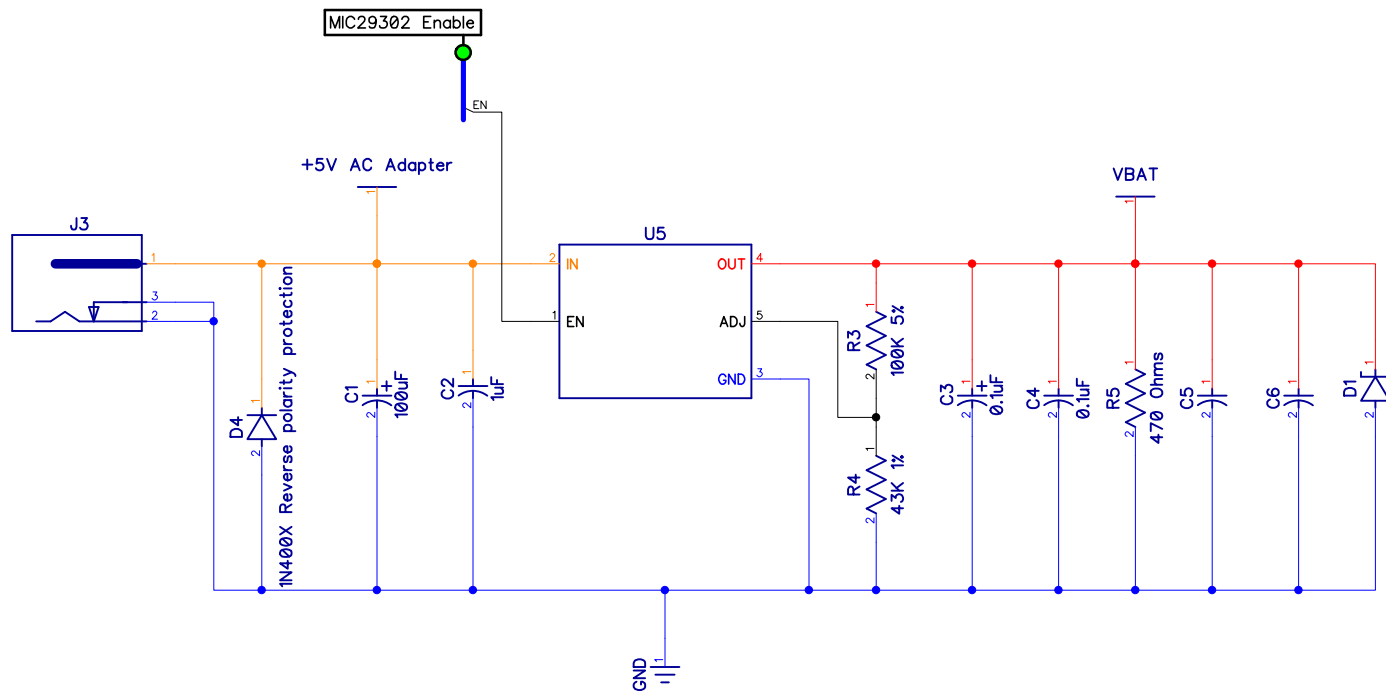 MIC29302 Enable
EN
+5V AC Adapter
1
VBAT
1
J3
1
3
2
U5
2 IN
1 EN
OUT 4
ADJ 5
GND 3
D4
1
2
1N400X Reverse polarity protection
C1
1
2
+
100uF
C2
1
2
1uF
R3
1
2
100K 5%
R4
1
2
43K 1%
C3
1
2
+
0.1uF
C4
1
2
0.1uF
R5
1
2
470 Ohms
C5
1
2
C6
1
2
D1
1
2
GND
1